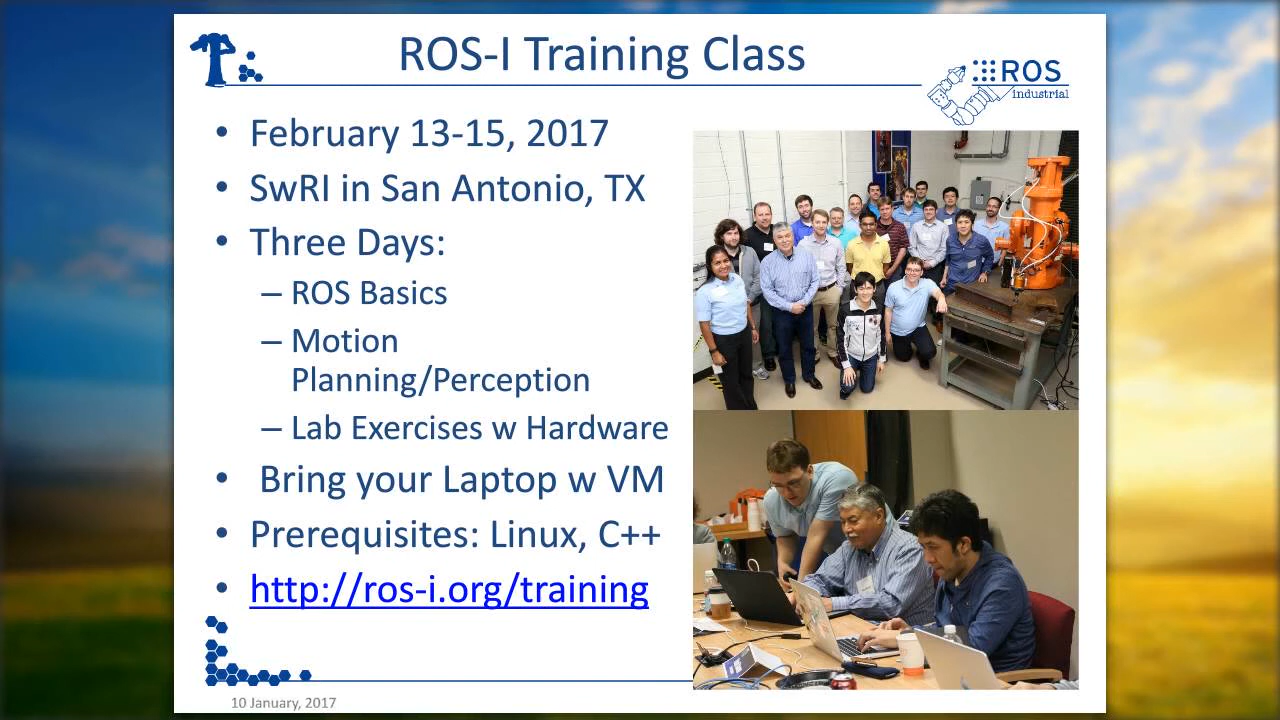 ROS-I Training Class
ROS
industrial
• February 13-15, 2017
• SwRI in San Antonio, TX
• Three Days:
– ROS Basics
– Motion
Planning/Perception
– Lab Exercises w Hardware
• Bring your Laptop w VM
• Prerequisites: Linux, C++
• http://ros-i.org/training
10 January, 2017